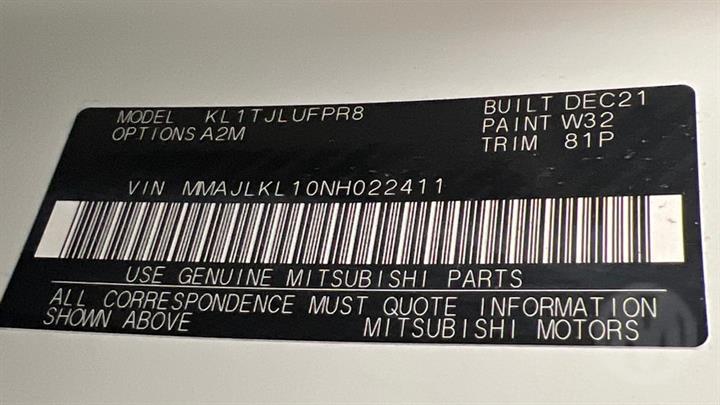 MODEL KL1TJLUFPR8 BUILT DEC21
OPTIONS A2M PAINT W32
TRIM 81P
VIN MMAJLKL10NH022411
USE GENUINE MITSUBISHI PARTS
ALL CORRESPONDENCE MUST QUOTE INFORMATION
SHOWN ABOVE MITSUBISHI MOTORS